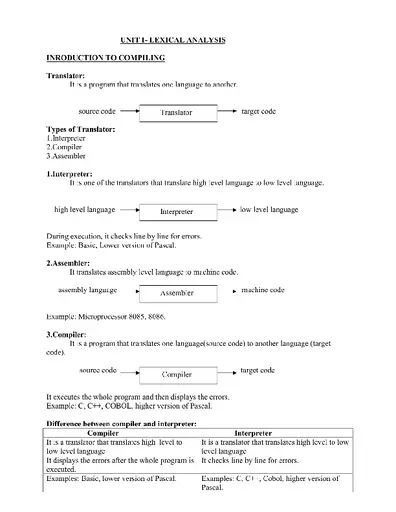 UNIT I- LEXICAL ANALYSIS
INRODUCTION TO COMPILING
Translator:
It is a program that translates one language to another.
source code Translator target code
Types of Translator:
1.Interpreter
2.Compiler
3.Assembler
1.Interpreter:
It is one of the translators that translate high level language to low level language.
high level language Interpreter low level language
During execution, it checks line by line for errors.
Example: Basic, Lower version of Pascal.
2.Assembler:
It translates assembly level language to machine code.
assembly language Assembler machine code
Example: Microprocessor 8085, 8086.
3.Compiler:
It is a program that translates one language(source code) to another language (target
code).
source code Compiler target code
It executes the whole program and then displays the errors.
Example: C, C++, COBOL, higher version of Pascal.
Difference between compiler and interpreter:
Compiler Interpreter
It is a translator that translates high level to
low level language
It is a translator that translates high level to low
level language
It displays the errors after the whole program is
executed.
It checks line by line for errors.
Examples: Basic, lower version of Pascal.
Examples: C, C++, Cobol, higher version of
Pascal.